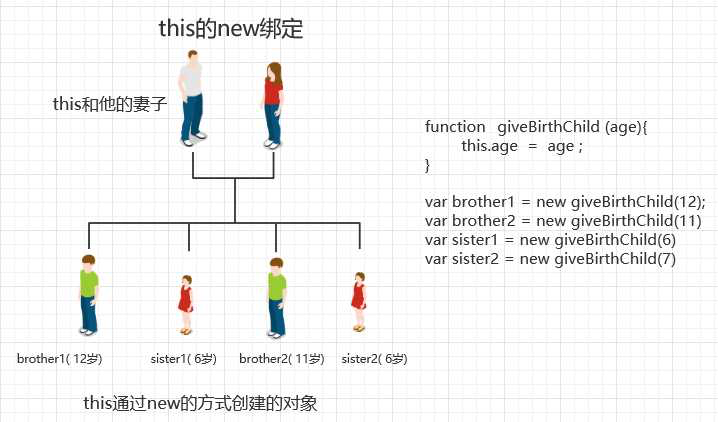 this的new绑定
this和他的妻子
function giveBirthChild (age){
this.age = age ;
}
var brother1 = new giveBirthChild(12);
var brother2 = new giveBirthChild(11)
var sister1 = new giveBirthChild(6)
var sister2 = new giveBirthChild(7)
brother1( 12岁) sister1( 6岁) brother2( 11岁) sister2( 6岁)
this通过new的方式创建的对象